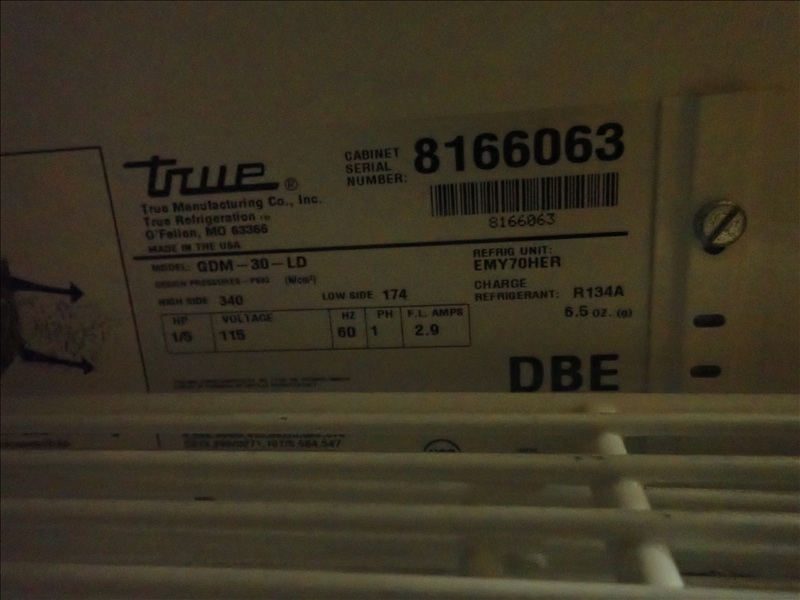 true®
CABINET
SERIAL
NUMBER: 8166063
8166063
True Manufacturing Co., Inc.
True Refrigeration
O'Fallon, MO 63366
MADE IN THE USA
MODEL: GDM-30-LD
DESIGN PRESSURES-PSIG (N/cm²)
HIGH SIDE 340 LOW SIDE 174
HP VOLTAGE HZ PH F.L. AMPS
1/5 115 60 1 2.9
REFRIG UNIT:
EMY70HER
CHARGE
REFRIGERANT: R134A
6.5 oz. (g)
DBE